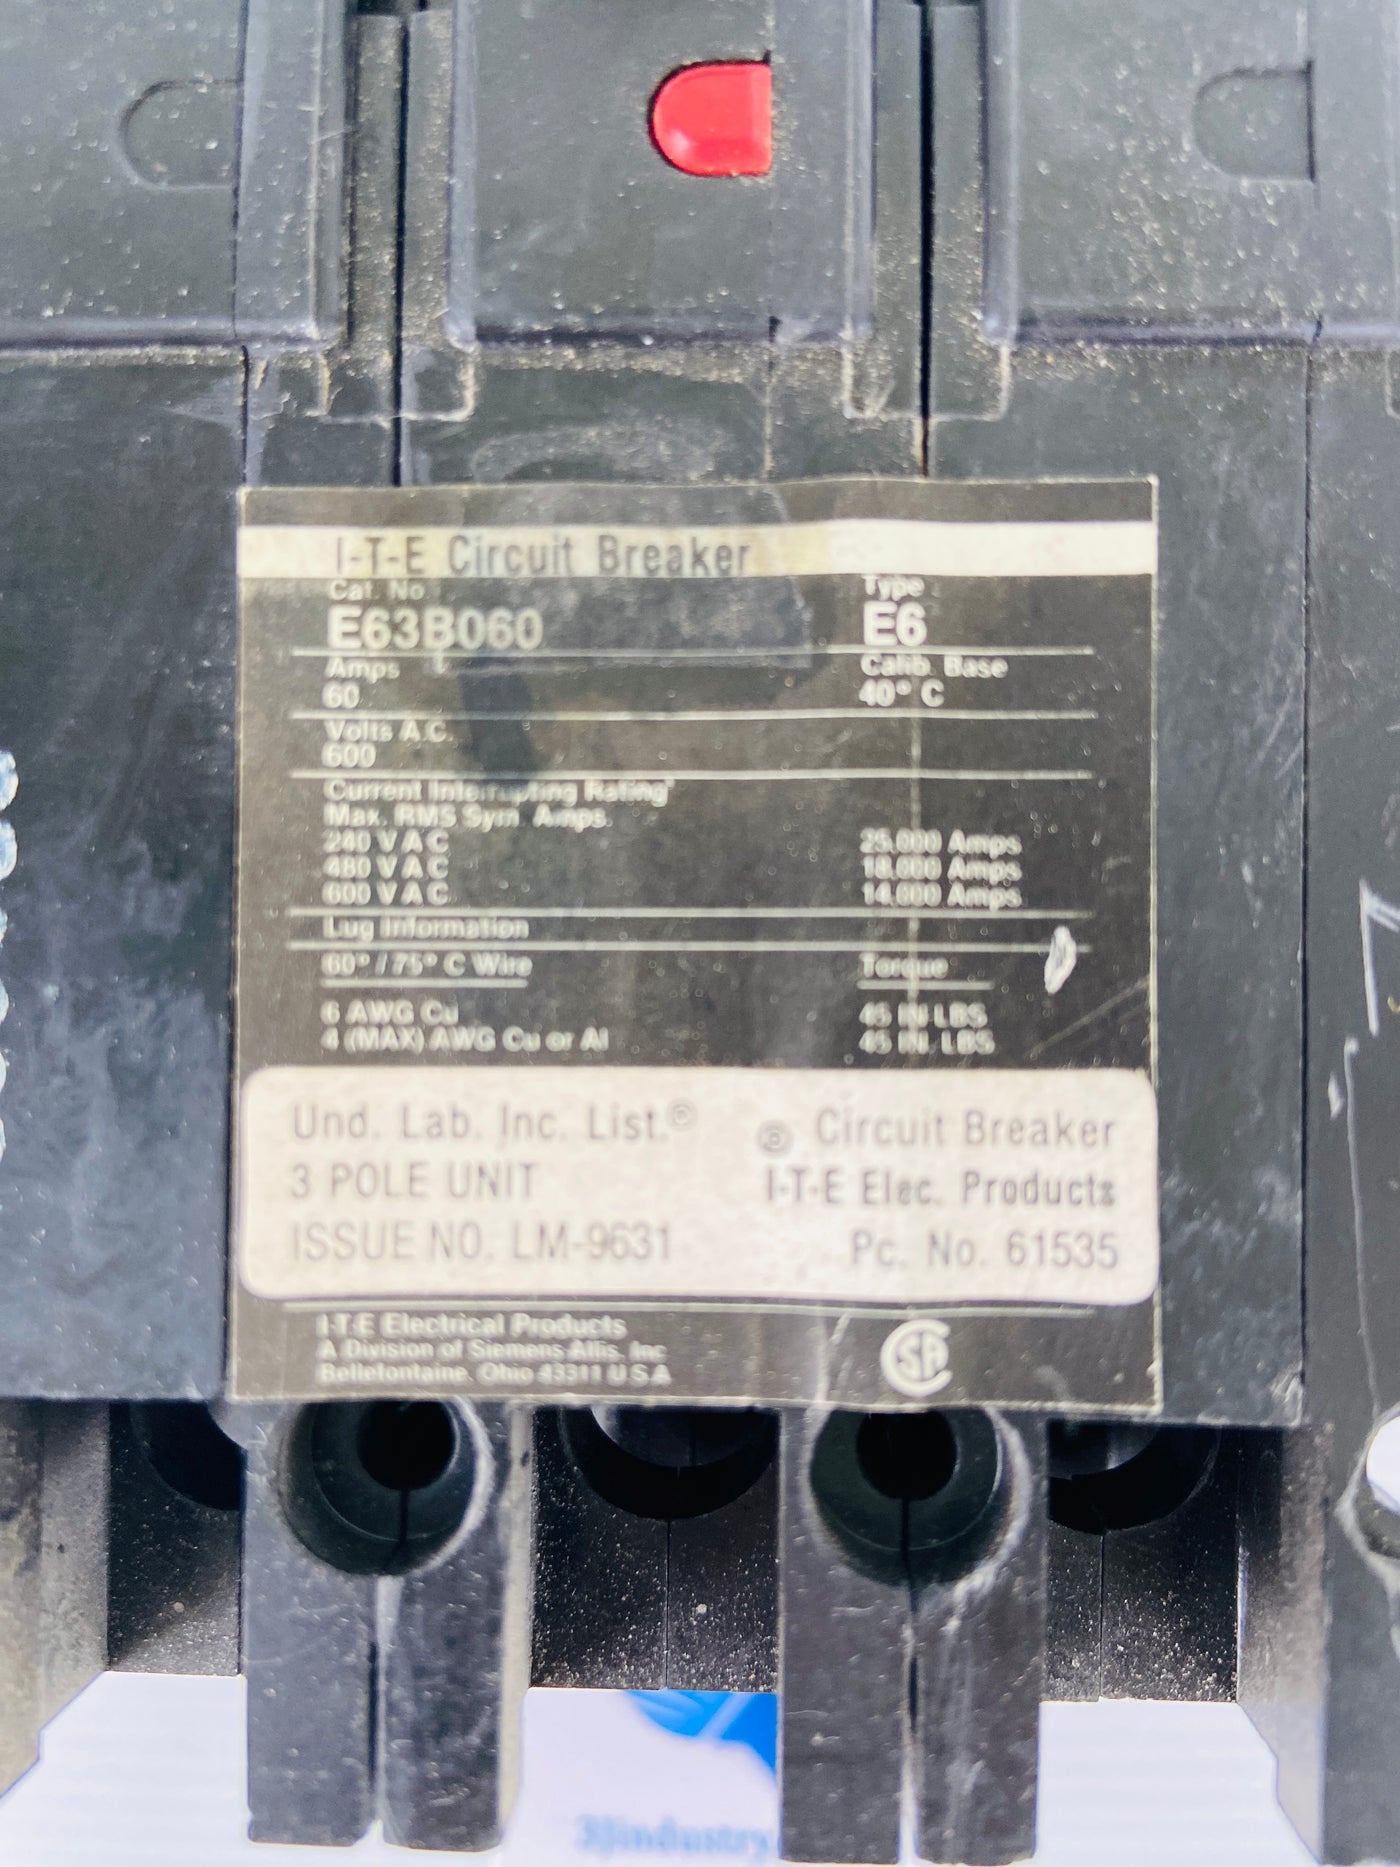 I-T-E Circuit Breaker
Cat. No. Type
E63B060 E6
Amps Calib. Base
60 40° C
Volts A.C.
600
Current Interrupting Rating
Max. RMS Sym. Amps.
240 V A C 25,000 Amps
480 V A C 18,000 Amps
600 V A C 14,000 Amps
Lug Information
60° / 75° C Wire Torque
6 AWG Cu 45 IN LBS
4 (MAX) AWG Cu or Al 45 IN. LBS
Und. Lab. Inc. List.® Circuit Breaker
3 POLE UNIT I-T-E Elec. Products
ISSUE NO. LM-9631 Pc. No. 61535
I-T-E Electrical Products
A Division of Siemens-Allis, Inc
Bellefontaine, Ohio 43311 U.S.A
CSA
3Jindustry